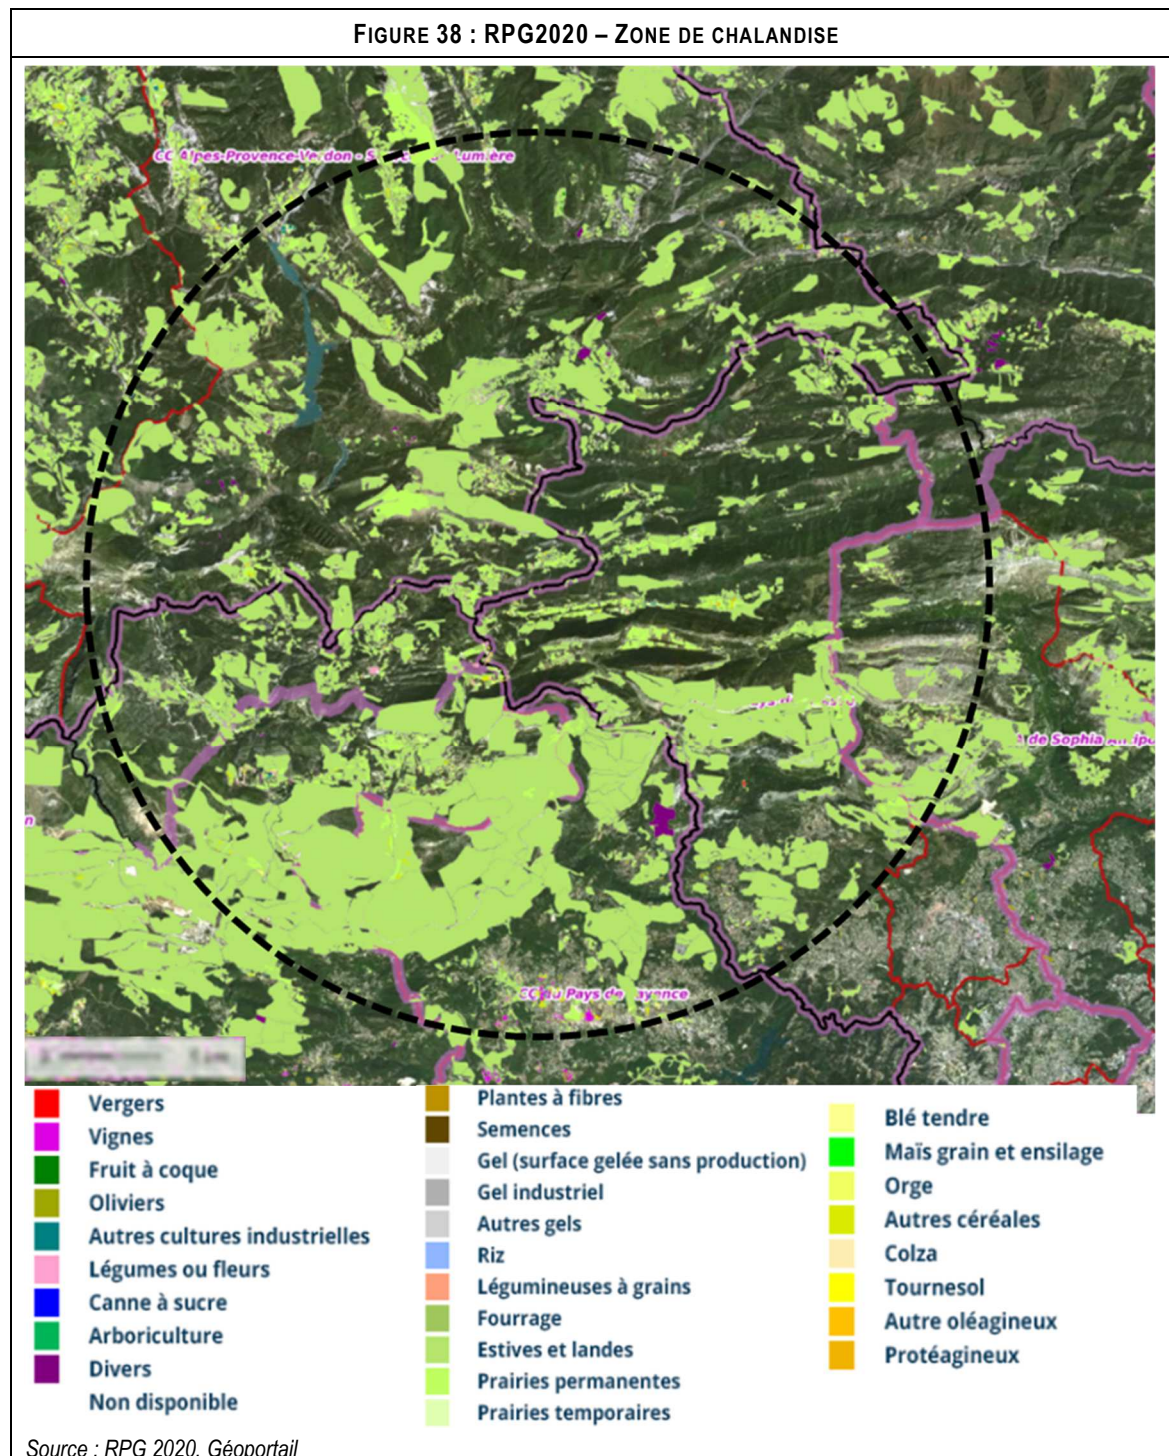 FIGURE 38 : RPG2020 – ZONE DE CHALANDISE
CC Alpes-Provence-Verdon - Lumière
de Sophia
n
CC du Pays de Fayence
Vergers
Vignes
Fruit à coque
Oliviers
Autres cultures industrielles
Légumes ou fleurs
Canne à sucre
Arboriculture
Divers
Non disponible
Plantes à fibres
Semences
Gel (surface gelée sans production)
Gel industriel
Autres gels
Riz
Légumineuses à grains
Fourrage
Estives et landes
Prairies permanentes
Prairies temporaires
Blé tendre
Maïs grain et ensilage
Orge
Autres céréales
Colza
Tournesol
Autre oléagineux
Protéagineux
Source : RPG 2020, Géoportail